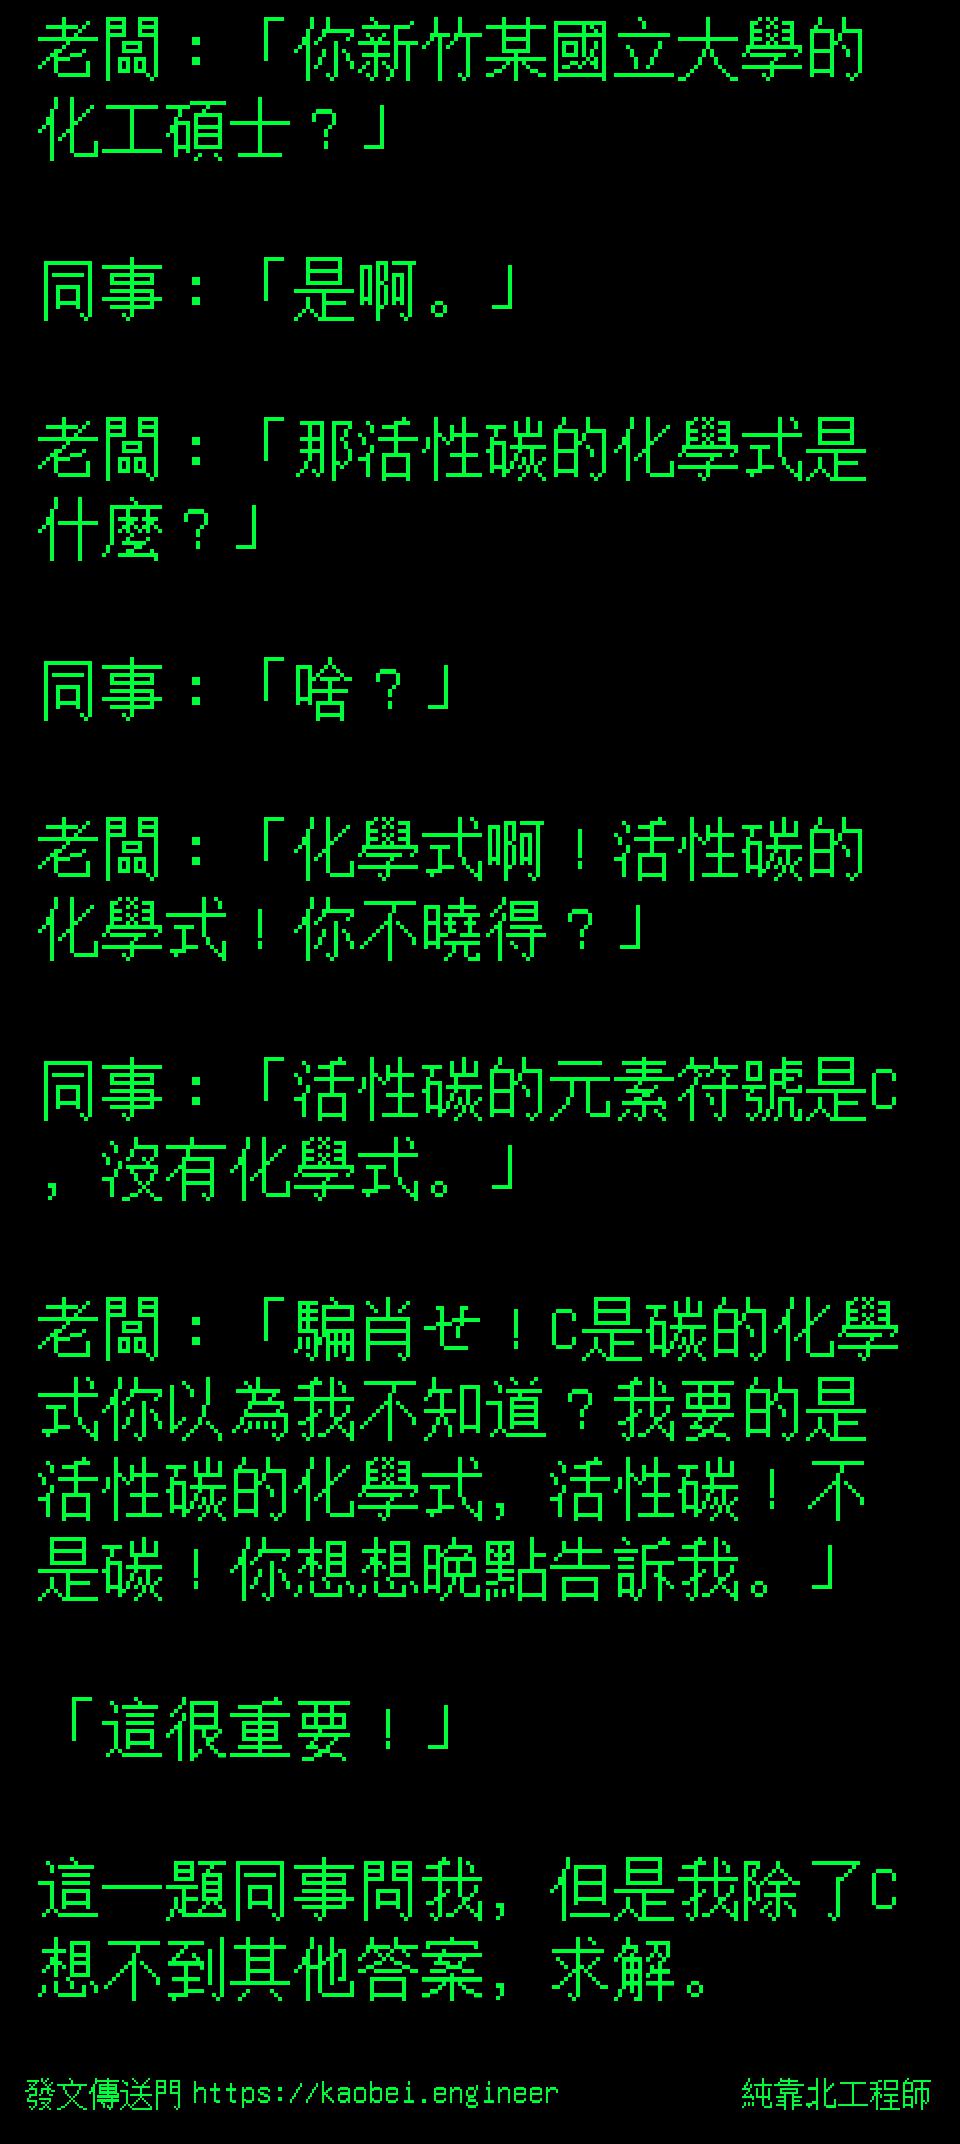 老闆：「你新竹某國立大學的
化工碩士？」
同事：「是啊。」
老闆：「那活性碳的化學式是
什麼？」
同事：「啥？」
老闆：「化學式啊！活性碳的
化學式！你不曉得？」
同事：「活性碳的元素符號是C
，沒有化學式。」
老闆：「騙肖ㄝ！C是碳的化學
式你以為我不知道？我要的是
活性碳的化學式，活性碳！不
是碳！你想想晚點告訴我。」
「這很重要！」
這一題同事問我，但是我除了C
想不到其他答案，求解。
發文傳送門 https://kaobei.engineer
純靠北工程師